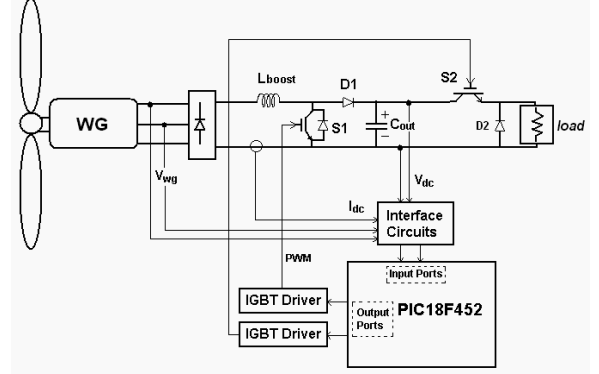 S2
D1
Lboost
WG
S1
+
Cout
−
D2
load
Vwg
Vdc
Idc
Interface
Circuits
PWM
Input Ports
IGBT Driver
PIC18F452
Output
Ports
IGBT Driver